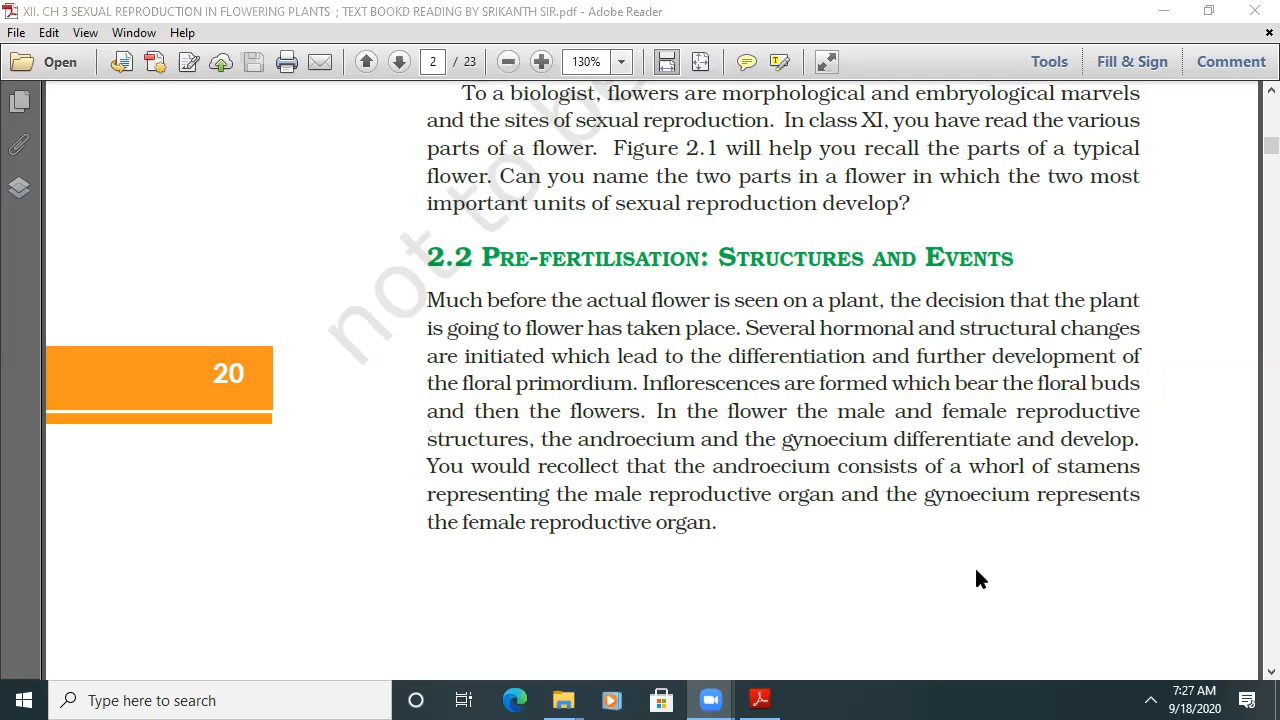 XII. CH 3 SEXUAL REPRODUCTION IN FLOWERING PLANTS ; TEXT BOOKD READING BY SRIKANTH SIR.pdf - Adobe Reader
File Edit View Window Help
Open 2 / 23 130% Tools Fill & Sign Comment
To a biologist, flowers are morphological and embryological marvels
and the sites of sexual reproduction. In class XI, you have read the various
parts of a flower. Figure 2.1 will help you recall the parts of a typical
flower. Can you name the two parts in a flower in which the two most
important units of sexual reproduction develop?
2.2 PRE-FERTILISATION: STRUCTURES AND EVENTS
Much before the actual flower is seen on a plant, the decision that the plant
is going to flower has taken place. Several hormonal and structural changes
are initiated which lead to the differentiation and further development of
the floral primordium. Inflorescences are formed which bear the floral buds
and then the flowers. In the flower the male and female reproductive
structures, the androecium and the gynoecium differentiate and develop.
You would recollect that the androecium consists of a whorl of stamens
representing the male reproductive organ and the gynoecium represents
the female reproductive organ.
20
not to be
Type here to search
7:27 AM
9/18/2020